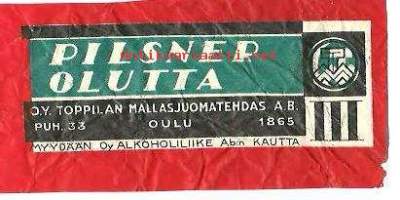 PILSNER
OLUTTA
O.Y. TOPPILAN MALLASJUOMATEHDAS A.B.
PUH. 33 OULU 1865
III
MYYDÄÄN Oy ALKOHOLILIIKE Ab:n KAUTTA